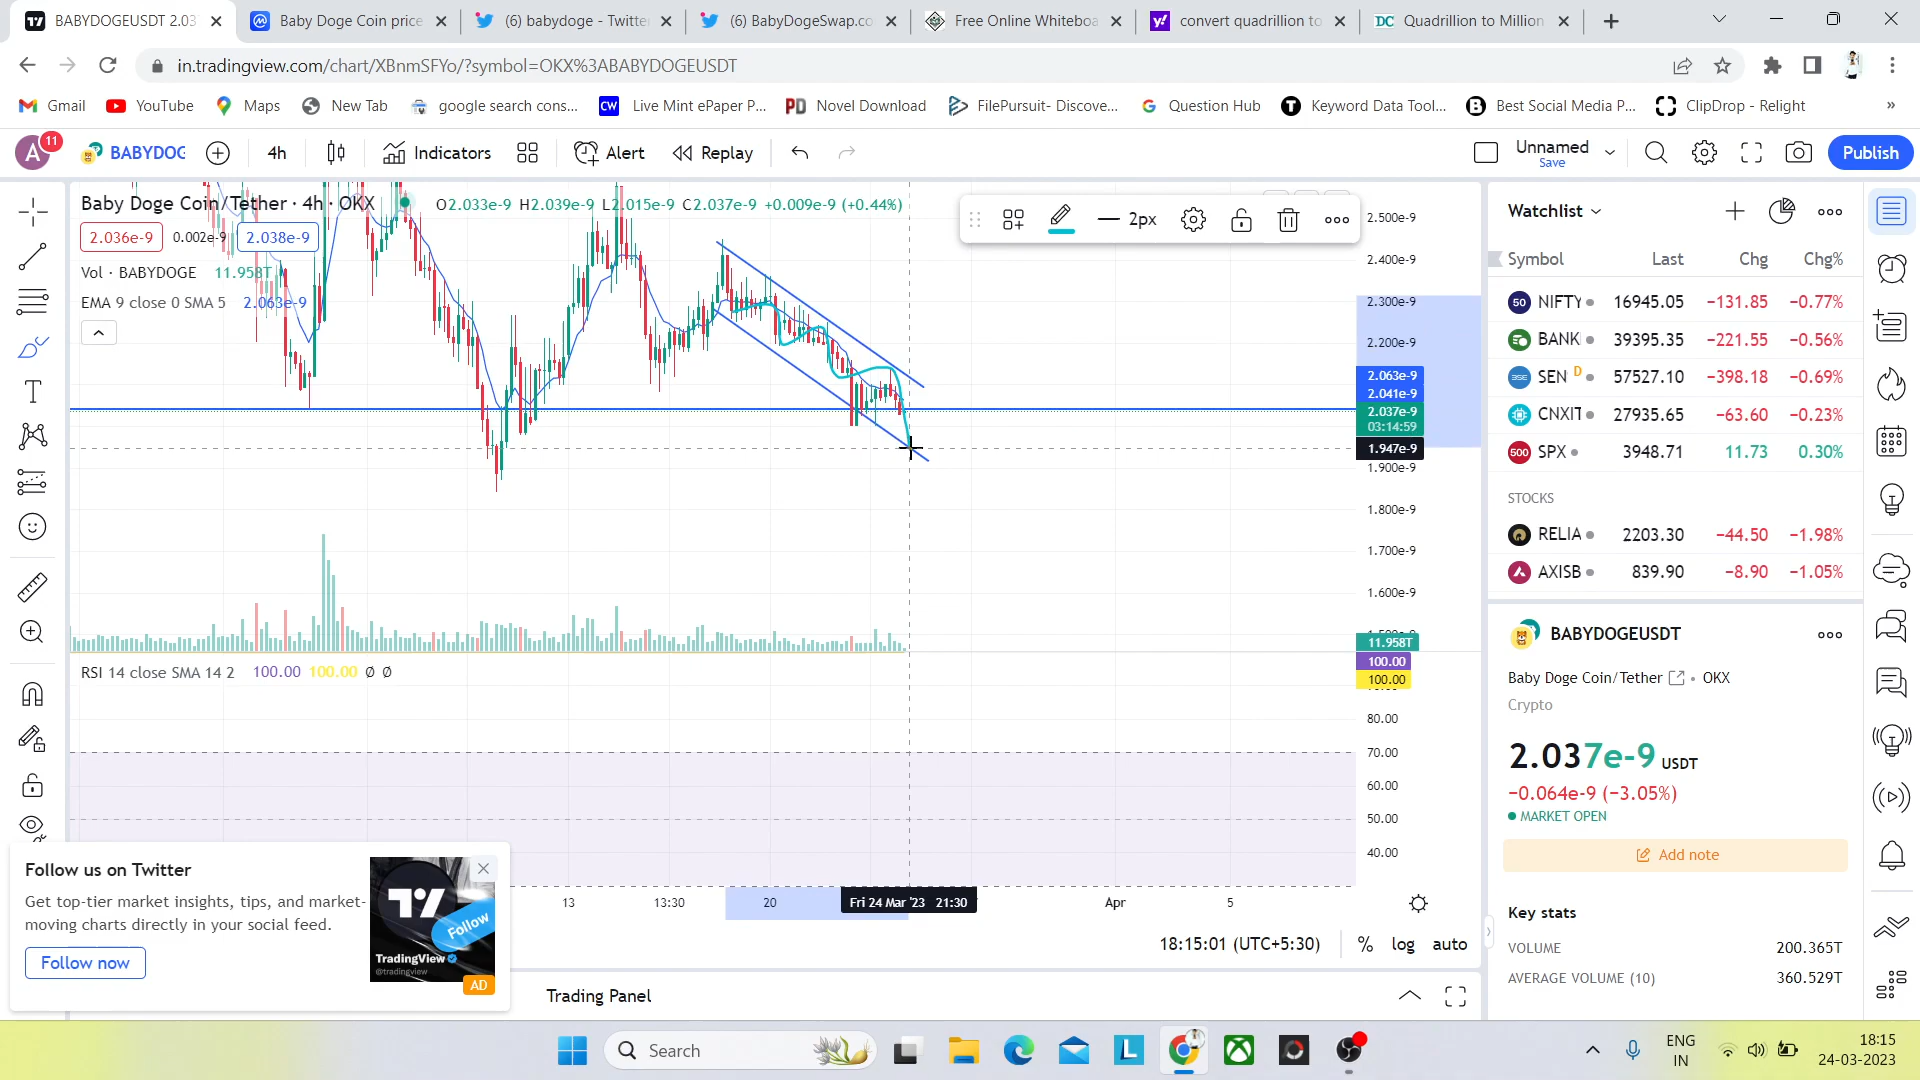 BABYDOGEUSDT 2.03
Baby Doge Coin price
(6) babydoge - Twitte
(6) BabyDogeSwap.co
Free Online Whiteboa
convert quadrillion to
DC Quadrillion to Million
in.tradingview.com/chart/XBnmSFYo/?symbol=OKX%3ABABYDOGEUSDT
Gmail
YouTube
Maps
New Tab
google search cons...
CW Live Mint ePaper P...
PD Novel Download
FilePursuit- Discove...
Question Hub
Keyword Data Tool...
Best Social Media P...
ClipDrop - Relight
»
A 11
BABYDOG
4h
Indicators
Alert
Replay
Unnamed
Save
Publish
Baby Doge Coin/Tether · 4h · OKX
O2.033e-9 H2.039e-9 L2.015e-9 C2.037e-9 +0.009e-9 (+0.44%)
2.036e-9 0.002e-9 2.038e-9
Vol · BABYDOGE 11.958T
EMA 9 close 0 SMA 5 2.063e-9
2px
2.500e-9
2.400e-9
2.300e-9
2.200e-9
2.063e-9
2.041e-9
2.037e-9
03:14:59
1.947e-9
1.900e-9
1.800e-9
1.700e-9
1.600e-9
11.958T
RSI 14 close SMA 14 2 100.00 100.00 Ø Ø
100.00
100.00
80.00
70.00
60.00
50.00
40.00
13
13:30
20
Fri 24 Mar '23 21:30
Apr
5
18:15:01 (UTC+5:30)
% log auto
Trading Panel
Follow us on Twitter
Get top-tier market insights, tips, and market-
moving charts directly in your social feed.
Follow now
Follow
TradingView
@tradingview
AD
Watchlist
Symbol Last Chg Chg%
50 NIFTY 16945.05 −131.85 −0.77%
BANK 39395.35 −221.55 −0.56%
SEN D 57527.10 −398.18 −0.69%
CNXIT 27935.65 −63.60 −0.23%
500 SPX 3948.71 11.73 0.30%
STOCKS
RELIA 2203.30 −44.50 −1.98%
AXISB 839.90 −8.90 −1.05%
BABYDOGEUSDT
Baby Doge Coin/Tether • OKX
Crypto
2.037e-9 USDT
−0.064e-9 (−3.05%)
MARKET OPEN
Add note
Key stats
VOLUME 200.365T
AVERAGE VOLUME (10) 360.529T
Search
ENG
IN
18:15
24-03-2023